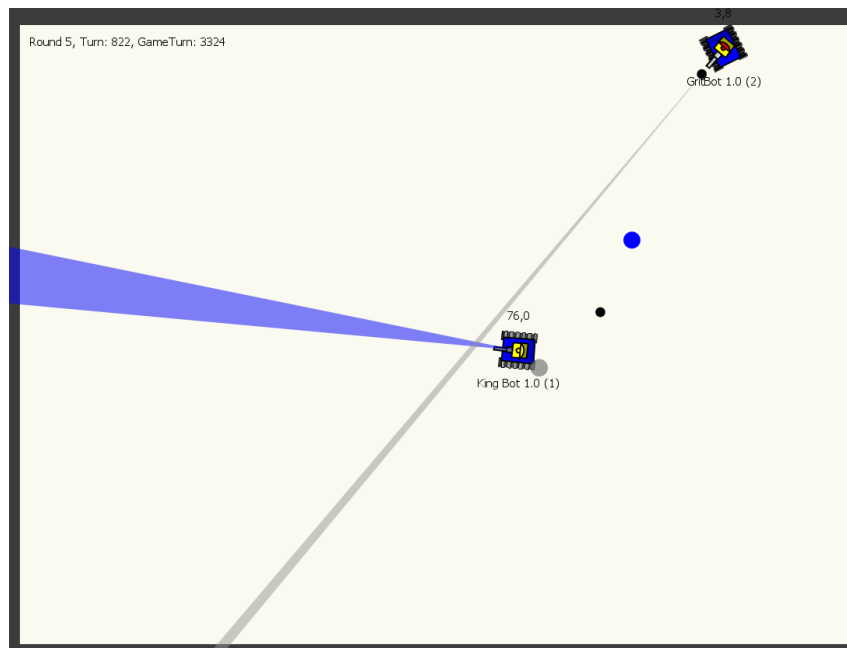 3,8
Round 5, Turn: 822, GameTurn: 3324
GritBot 1.0 (2)
76,0
King Bot 1.0 (1)